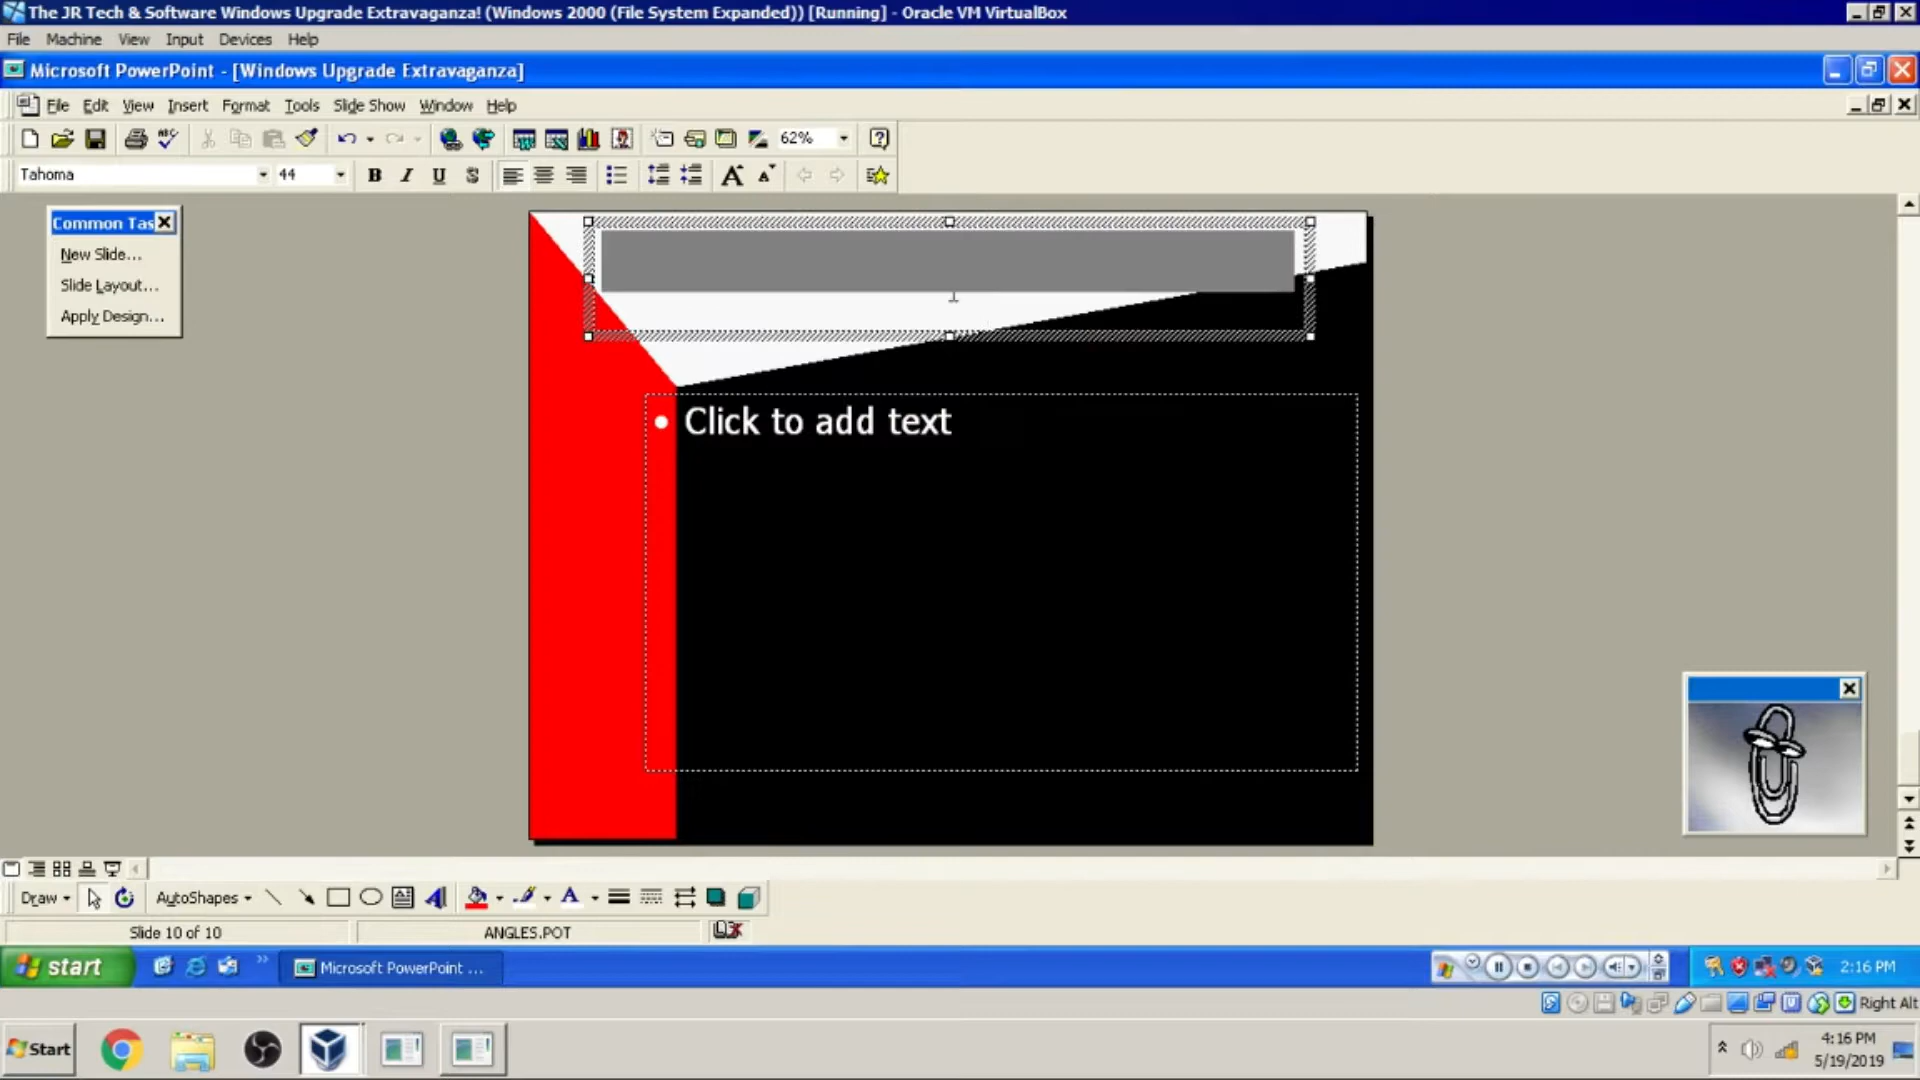 The JR Tech & Software Windows Upgrade Extravaganza! (Windows 2000 (File System Expanded)) [Running] - Oracle VM VirtualBox
File Machine View Input Devices Help
Microsoft PowerPoint - [Windows Upgrade Extravaganza]
File Edit View Insert Format Tools Slide Show Window Help
62%
Tahoma 44 B I U S
Common Tas
New Slide...
Slide Layout...
Apply Design...
Click to add text
Draw AutoShapes
Slide 10 of 10 ANGLES.POT
start Microsoft PowerPoint ... 2:16 PM
Right Alt
Start 4:16 PM
5/19/2019